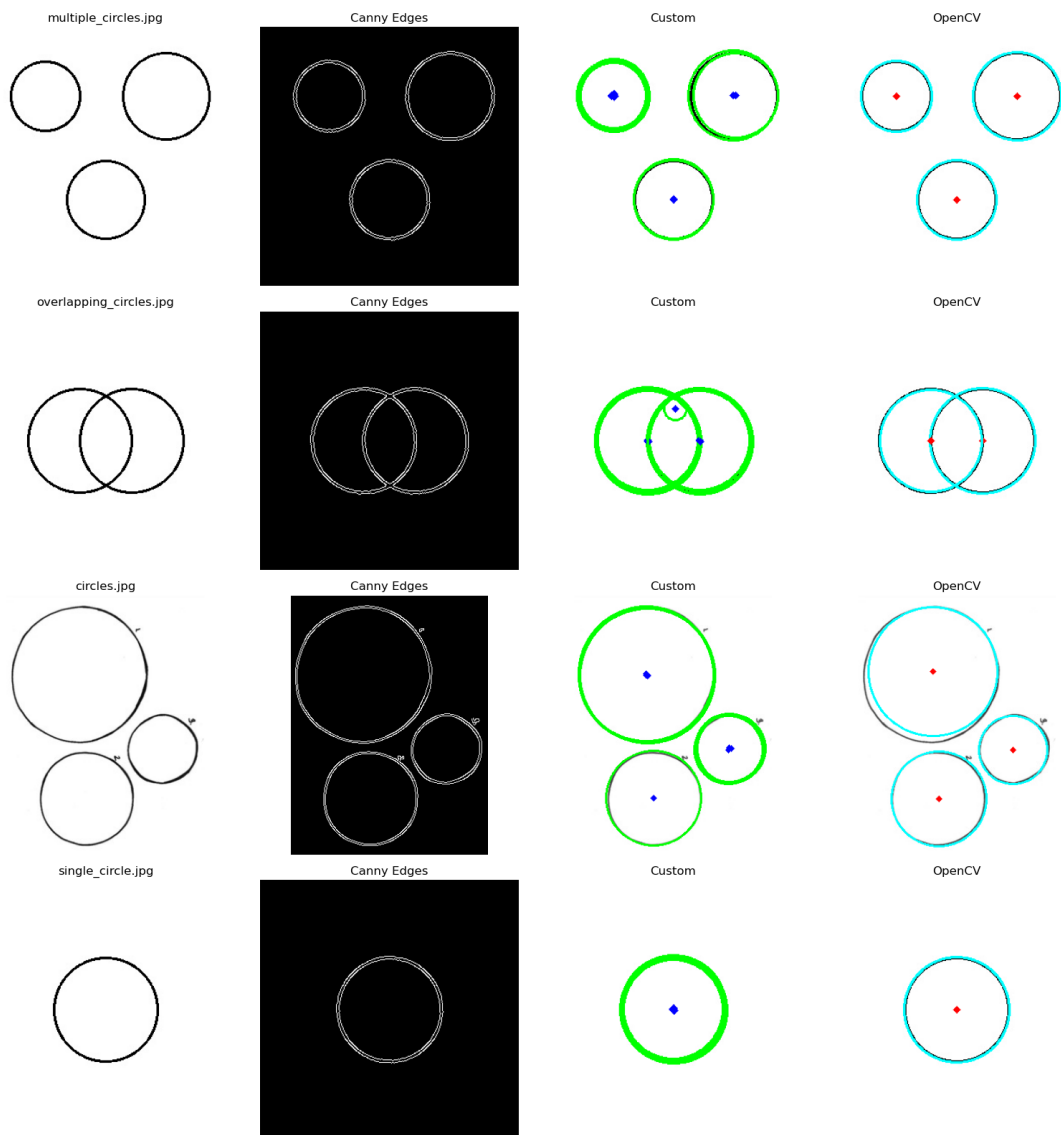 multiple_circles.jpg Canny Edges Custom OpenCV
overlapping_circles.jpg Canny Edges Custom OpenCV
circles.jpg Canny Edges Custom OpenCV
single_circle.jpg Canny Edges Custom OpenCV